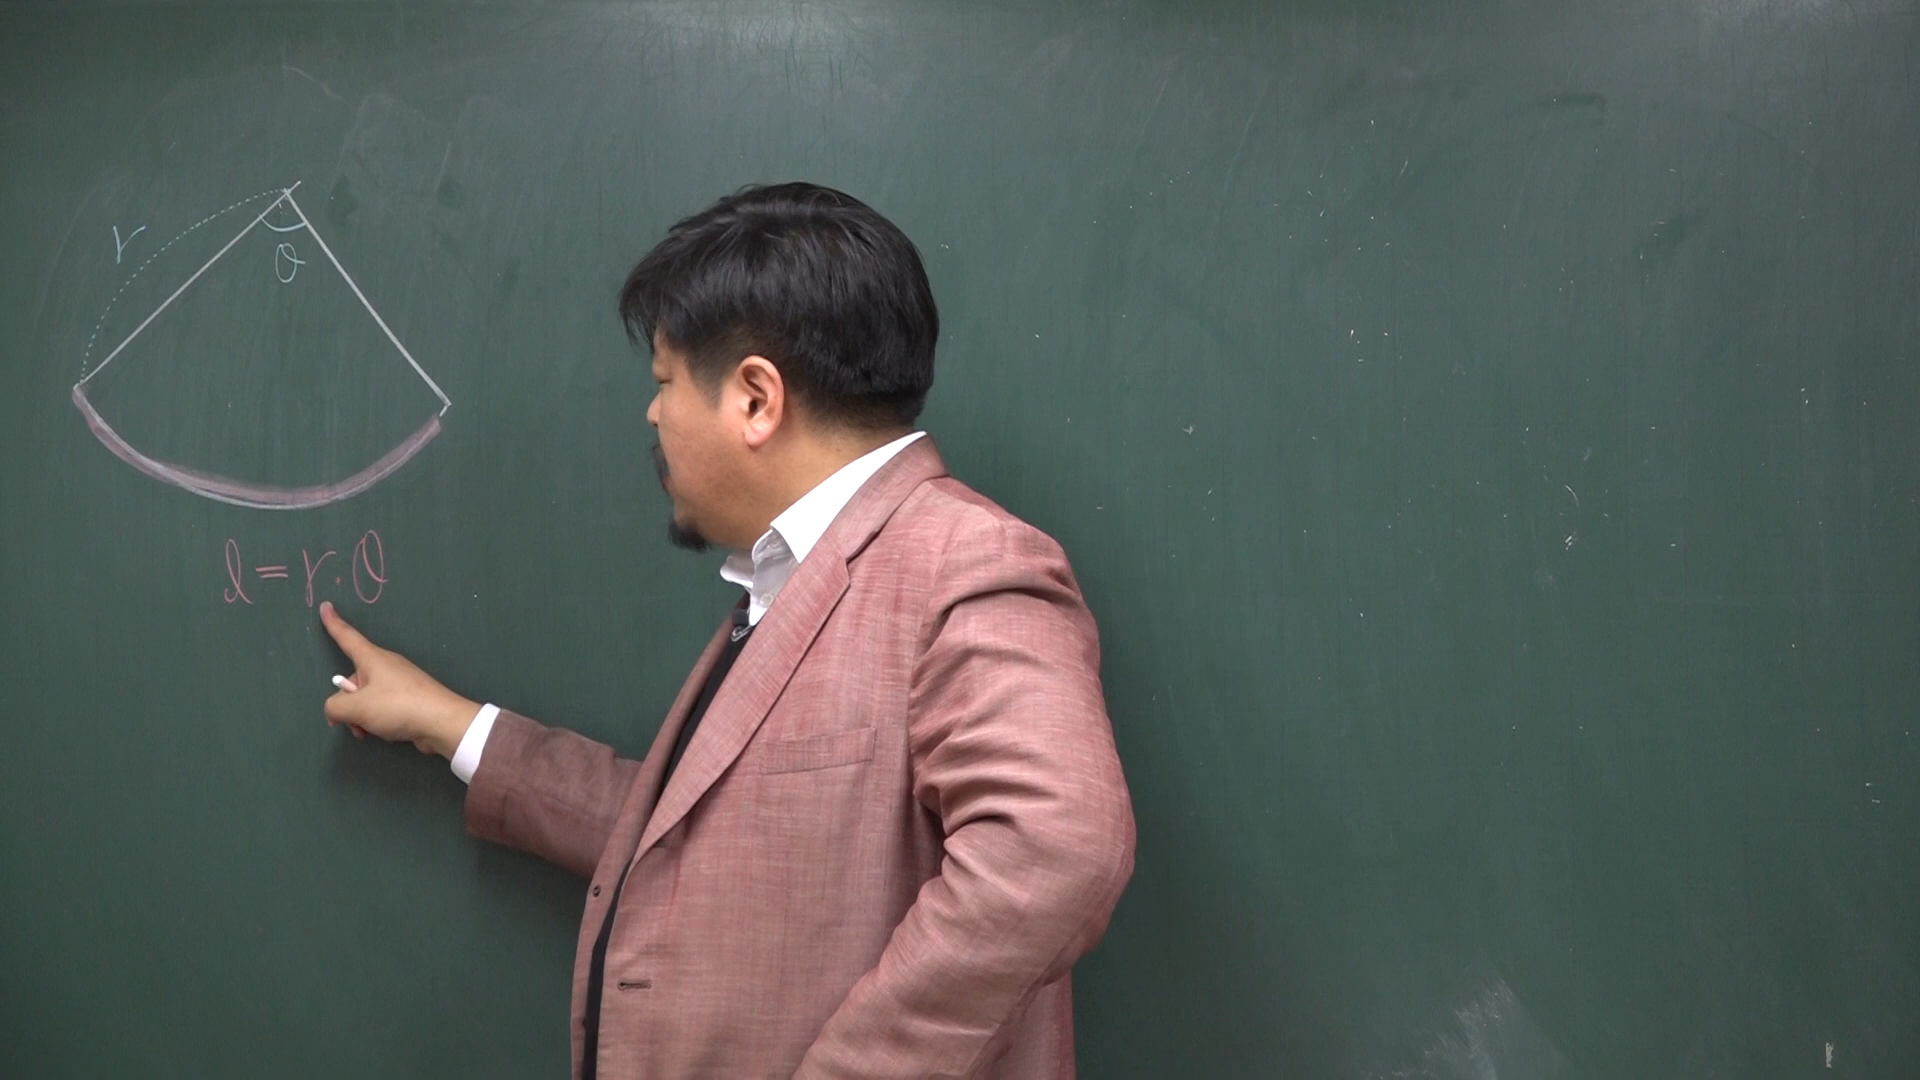 r
θ
l = r · θ